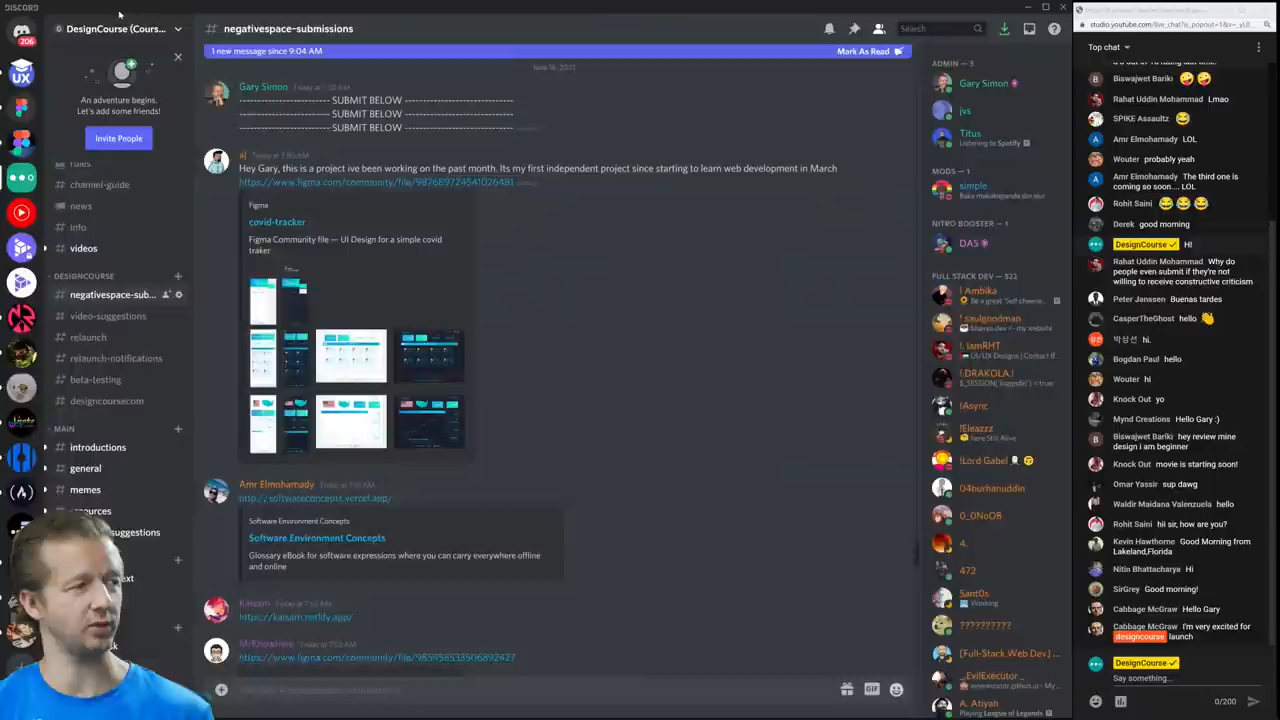 DISCORD
206
DesignCourse (Cours...
An adventure begins.
Let's add some friends!
Invite People
rules
channel-guide
news
info
videos
DESIGNCOURSE
negativespace-sub...
video-suggestions
relaunch
relaunch-notifications
beta-testing
designcoursecom
MAIN
introductions
general
memes
negativespace-submissions
Search
1 new message since 9:04 AM
Mark As Read
Gary Simon
SUBMIT BELOW
SUBMIT BELOW
SUBMIT BELOW
aj
Hey Gary, this is a project ive been working on the past month. Its my first independent project since starting to learn web development in March
Figma
covid-tracker
Figma Community file — UI Design for a simple covid
traker
Amr Elmohamady
http://softwareconcepts.vercel.app/
Software Environment Concepts
Software Environment Concepts
Glossary eBook for software expressions where you can carry everywhere offline
and online
Kaisam
https://kaisam.netlify.app/
MrKnowhere
GIF
ADMIN — 3
Gary Simon
jvs
Titus
Listening to Spotify
MODS — 1
simple
NITRO BOOSTER — 1
DAS
FULL STACK DEV — 522
! Ambika
! saulgoodman
!. IamRHT
!.DRAKOLA.!
!Async
!Eleazzz
!Lord Gabel
04burhanuddin
0_0NoOB
4.
472
Sant0s
Working
??????????
[Full-Stack Web Dev] ...
_.EvilExecutor_
A. Atiyah
Playing League of Legends
Top chat
Biswajwet Bariki
Rahat Uddin Mohammad Lmao
SPIKE Assaultz
Amr Elmohamady LOL
Wouter probably yeah
Amr Elmohamady The third one is
coming so soon.... LOL
Rohit Saini
Derek good morning
DesignCourse HI!
Rahat Uddin Mohammad Why do
people even submit if they're not
willing to receive constructive criticism
Peter Janssen Buenas tardes
CasperTheGhost hello
박상선 hi.
Bogdan Paul hello
Wouter hi
Knock Out yo
Mynd Creations Hello Gary :)
Biswajwet Bariki hey review mine
design i am beginner
Knock Out movie is starting soon!
Omar Yassir sup dawg
Waldir Maidana Valenzuela hello
Rohit Saini hii sir, how are you?
Kevin Hawthorne Good Morning from
Lakeland,Florida
Nitin Bhattacharya Hi
SirGrey Good morning!
Cabbage McGraw Hello Gary
Cabbage McGraw I'm very excited for
designcourse launch
DesignCourse
Say something...
0/200